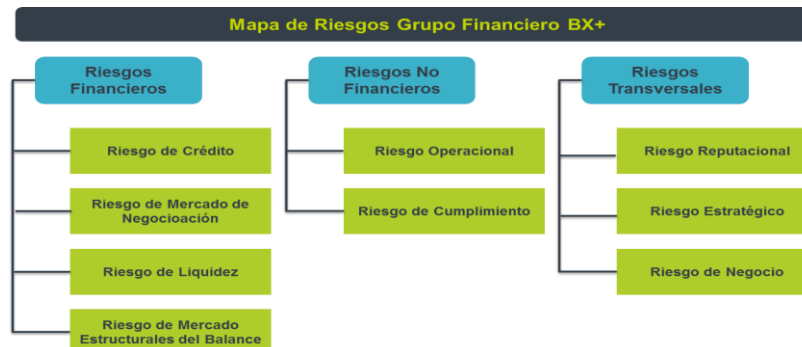 Mapa de Riesgos Grupo Financiero BX+
Riesgos
Financieros
Riesgo de Crédito
Riesgo de Mercado de
Negocioación
Riesgo de Liquidez
Riesgo de Mercado
Estructurales del Balance
Riesgos No
Financieros
Riesgo Operacional
Riesgo de Cumplimiento
Riesgos
Transversales
Riesgo Reputacional
Riesgo Estratégico
Riesgo de Negocio